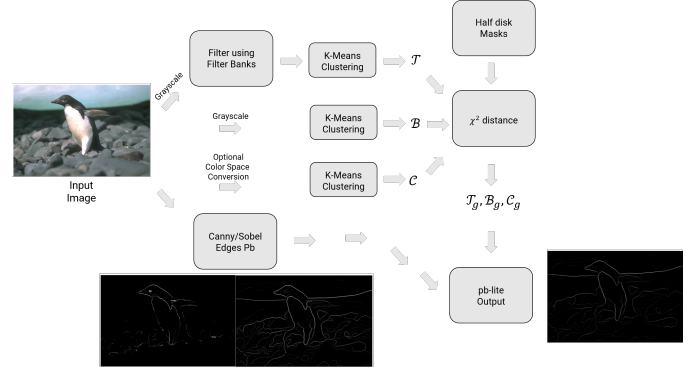 Half disk
Masks
Filter using
Filter Banks
K-Means
Clustering
𝒯
Grayscale
Grayscale
K-Means
Clustering
ℬ
χ² distance
Optional
Color Space
Conversion
K-Means
Clustering
𝒞
Input
Image
𝒯g, ℬg, 𝒞g
Canny/Sobel
Edges Pb
pb-lite
Output